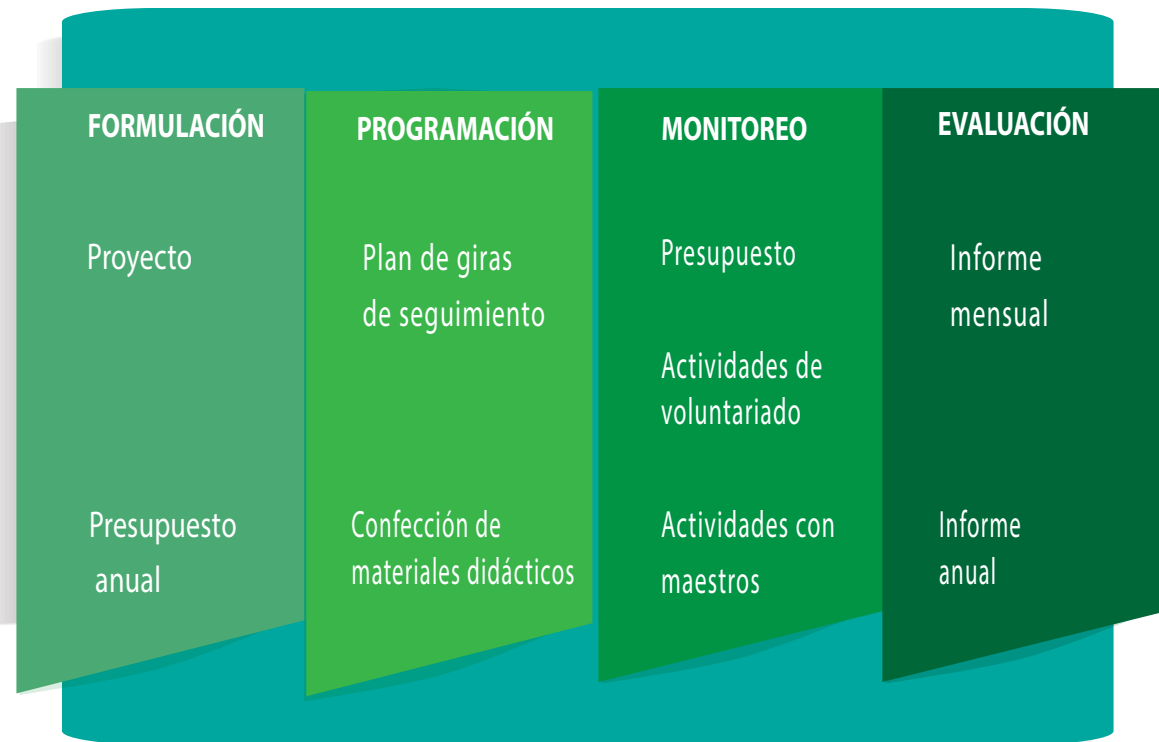 FORMULACIÓN
Proyecto
Presupuesto
anual
PROGRAMACIÓN
Plan de giras
de seguimiento
Confección de
materiales didácticos
MONITOREO
Presupuesto
Actividades de
voluntariado
Actividades con
maestros
EVALUACIÓN
Informe
mensual
Informe
anual